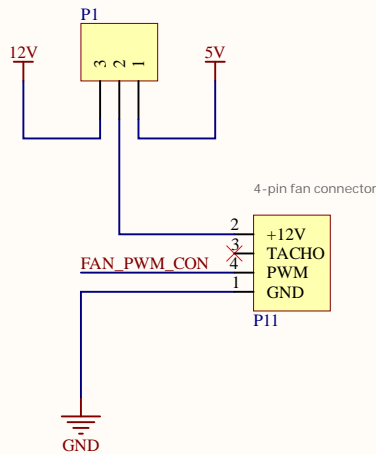 P1
12V
5V
3 2 1
4-pin fan connector
2 +12V
3 TACHO
FAN_PWM_CON 4 PWM
1 GND
P11
GND